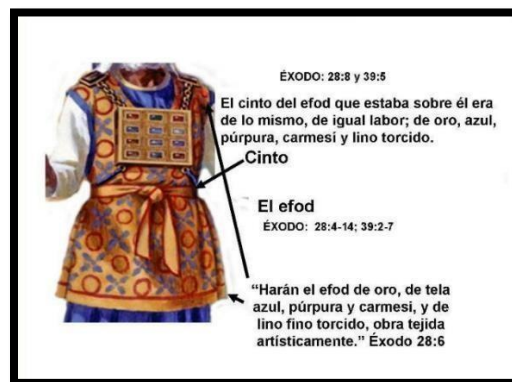 ÉXODO: 28:8 y 39:5
El cinto del efod que estaba sobre él era
de lo mismo, de igual labor; de oro, azul,
púrpura, carmesi y lino torcido.
Cinto
El efod
ÉXODO: 28:4-14; 39:2-7
“Harán el efod de oro, de tela
azul, púrpura y carmesi, y de
lino fino torcido, obra tejida
artísticamente.” Éxodo 28:6